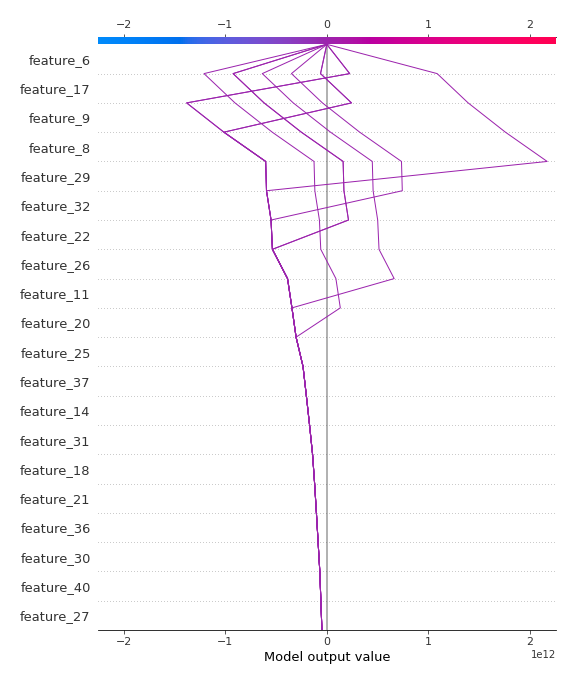 −2 −1 0 1 2
feature_6
feature_17
feature_9
feature_8
feature_29
feature_32
feature_22
feature_26
feature_11
feature_20
feature_25
feature_37
feature_14
feature_31
feature_18
feature_21
feature_36
feature_30
feature_40
feature_27
−2 −1 0 1 2
1e12
Model output value